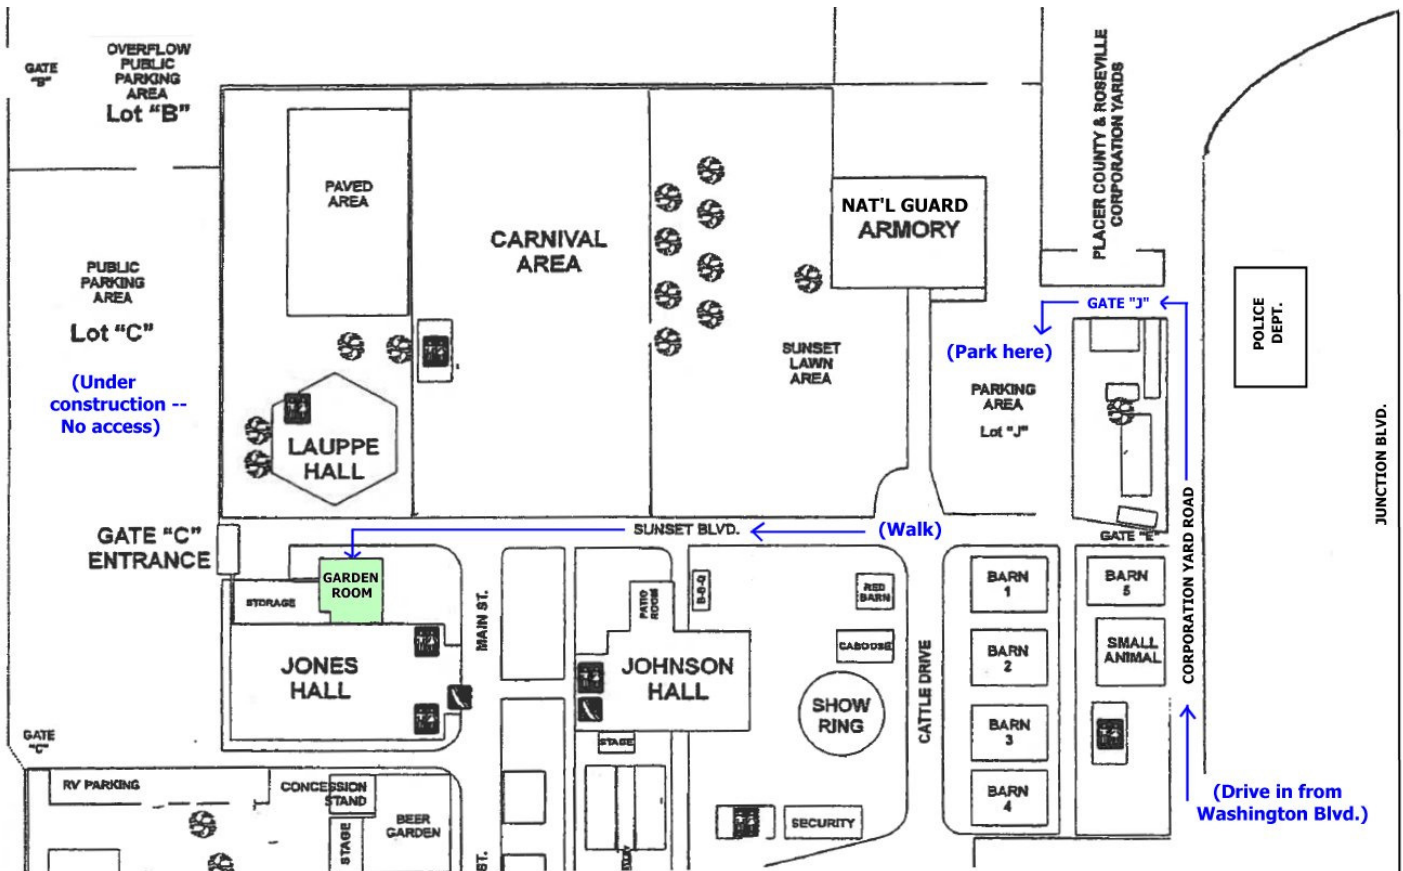 GATE
"B"
OVERFLOW
PUBLIC
PARKING
AREA
Lot "B"
PLACER COUNTY & ROSEVILLE
CORPORATION YARDS
PAVED
AREA
CARNIVAL
AREA
NAT'L GUARD
ARMORY
PUBLIC
PARKING
AREA
Lot "C"
(Under
construction --
No access)
GATE "J"
(Park here)
POLICE
DEPT.
SUNSET
LAWN
AREA
PARKING
AREA
Lot "J"
JUNCTION BLVD.
LAUPPE
HALL
GATE "C"
ENTRANCE
SUNSET BLVD.
(Walk)
GATE "E"
CORPORATION YARD ROAD
GARDEN
ROOM
STORAGE
MAIN ST.
PATIO
ROOM
B-B-Q
RED
BARN
CABOOSE
BARN
1
BARN
5
JONES
HALL
JOHNSON
HALL
SHOW
RING
CATTLE DRIVE
BARN
2
SMALL
ANIMAL
BARN
3
STAGE
GATE
"C"
RV PARKING
CONCESSION
STAND
BEER
GARDEN
STAGE
ST.
SECURITY
BARN
4
(Drive in from
Washington Blvd.)